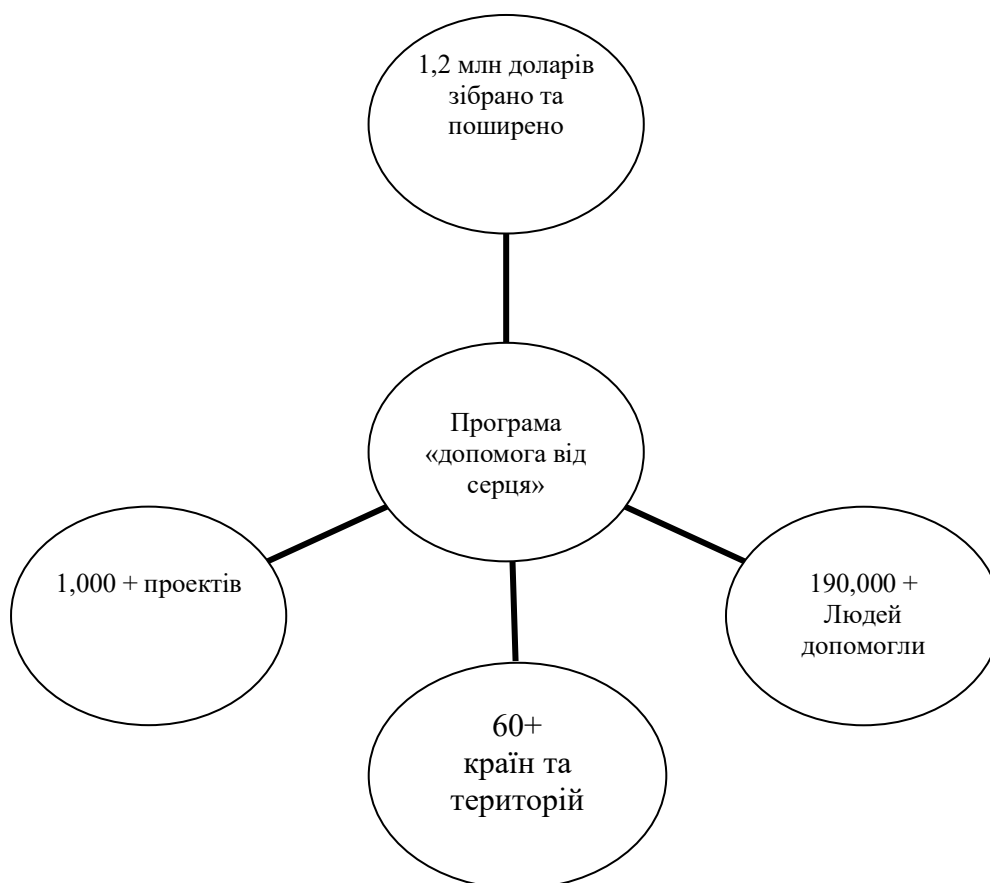 1,2 млн доларів
зібрано та
поширено
Програма
«допомога від
серця»
1,000 + проектів
190,000 +
Людей
допомогли
60+
країн та
територій